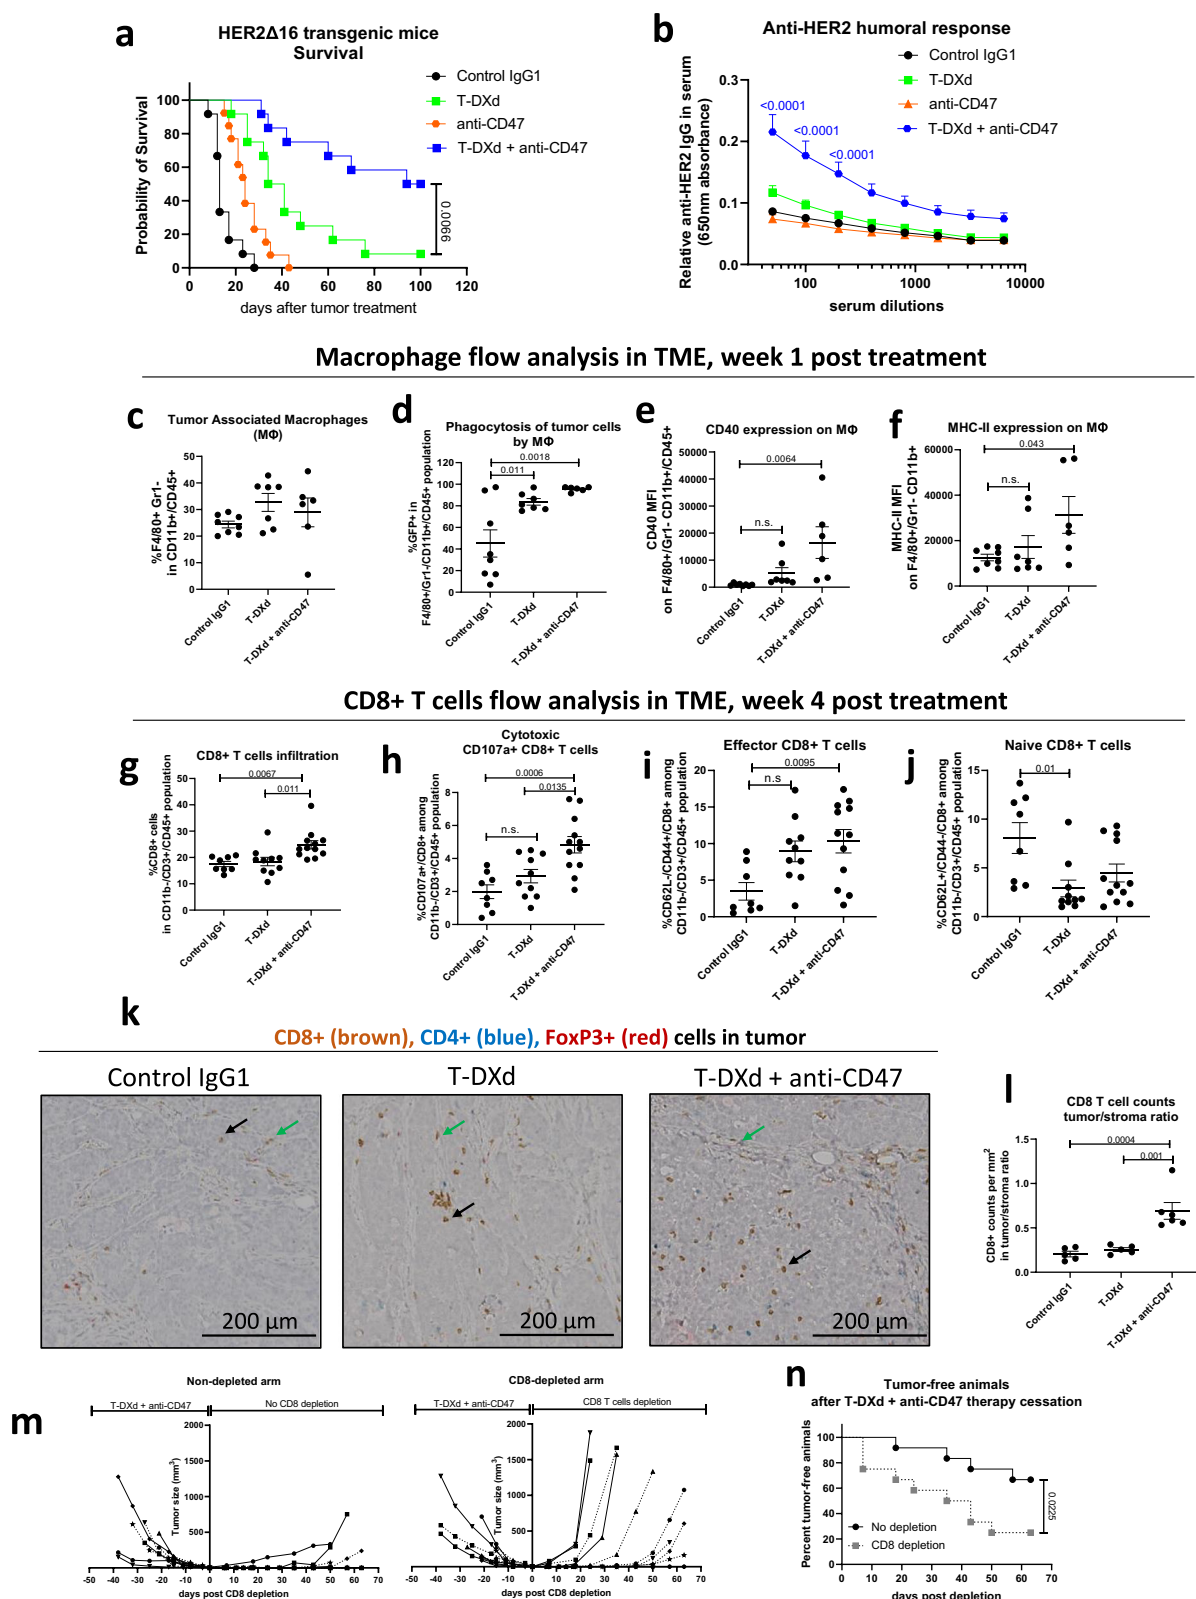 a
HER2Δ16 transgenic mice
Survival
Control IgG1
T-DXd
anti-CD47
T-DXd + anti-CD47
Probability of Survival
100
80
60
40
20
0
0 20 40 60 80 100 120
days after tumor treatment
0.0066
b
Anti-HER2 humoral response
Control IgG1
T-DXd
anti-CD47
T-DXd + anti-CD47
Relative anti-HER2 IgG in serum
(650nm absorbance)
0.3
0.2
0.1
0.0
<0.0001
<0.0001
<0.0001
100 1000 10000
serum dilutions
Macrophage flow analysis in TME, week 1 post treatment
c
Tumor Associated Macrophages
(MΦ)
%F4/80+ Gr1-
in CD11b+/CD45+
50
40
30
20
10
0
Control IgG1
T-DXd
T-DXd + anti-CD47
d
Phagocytosis of tumor cells
by MΦ
0.0018
0.011
%GFP+ in
F4/80+/Gr1-/CD11b+/CD45+ population
120
100
80
60
40
20
0
Control IgG1
T-DXd
T-DXd + anti-CD47
e
CD40 expression on MΦ
0.0064
n.s.
CD40 MFI
on F4/80+/Gr1- CD11b+/CD45+
50000
40000
30000
20000
10000
0
Control IgG1
T-DXd
T-DXd + anti-CD47
f
MHC-II expression on MΦ
0.043
n.s.
MHC-II MFI
on F4/80+/Gr1- CD11b+
60000
40000
20000
0
Control IgG1
T-DXd
T-DXd + anti-CD47
CD8+ T cells flow analysis in TME, week 4 post treatment
g
CD8+ T cells infiltration
0.0067
0.011
%CD8+ cells
in CD11b-/CD3+/CD45+ population
50
40
30
20
10
0
Control IgG1
T-DXd
T-DXd + anti-CD47
h
Cytotoxic
CD107a+ CD8+ T cells
0.0006
0.0135
n.s.
%CD107a+/CD8+ among
CD11b-/CD3+/CD45+ population
8
6
4
2
0
Control IgG1
T-DXd
T-DXd + anti-CD47
i
Effector CD8+ T cells
0.0095
n.s
%CD62L-/CD44+/CD8+ among
CD11b-/CD3+/CD45+ population
20
15
10
5
0
Control IgG1
T-DXd
T-DXd + anti-CD47
j
Naive CD8+ T cells
0.01
%CD62L+/CD44-/CD8+ among
CD11b-/CD3+/CD45+ population
20
15
10
5
0
Control IgG1
T-DXd
T-DXd + anti-CD47
k
CD8+ (brown), CD4+ (blue), FoxP3+ (red) cells in tumor
Control IgG1
T-DXd
T-DXd + anti-CD47
200 µm
200 µm
200 µm
l
CD8 T cell counts
tumor/stroma ratio
0.0004
0.001
CD8+ counts per mm2
in tumor/stroma ratio
1.5
1.0
0.5
0.0
Control IgG1
T-DXd
T-DXd + anti-CD47
m
Non-depleted arm
T-DXd + anti-CD47
No CD8 depletion
Tumor size (mm3)
2000
1500
1000
500
-50 -40 -30 -20 -10 0 10 20 30 40 50 60 70
days post CD8 depletion
CD8-depleted arm
T-DXd + anti-CD47
CD8 T cells depletion
Tumor size (mm3)
2000
1500
1000
500
-50 -40 -30 -20 -10 0 10 20 30 40 50 60 70
days post CD8 depletion
n
Tumor-free animals
after T-DXd + anti-CD47 therapy cessation
Percent tumor-free animals
100
80
60
40
20
0
No depletion
CD8 depletion
0.0225
0 10 20 30 40 50 60 70
days post depletion